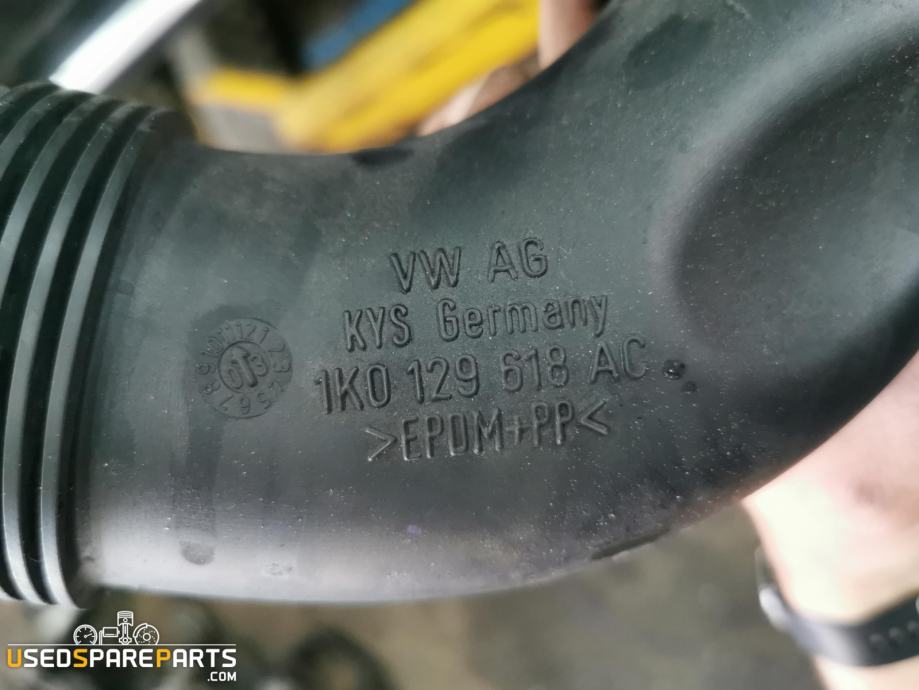 VW AG
KYS Germany
1K0 129 618 AC
>EPDM+PP<
USEDSPAREPARTS
.COM